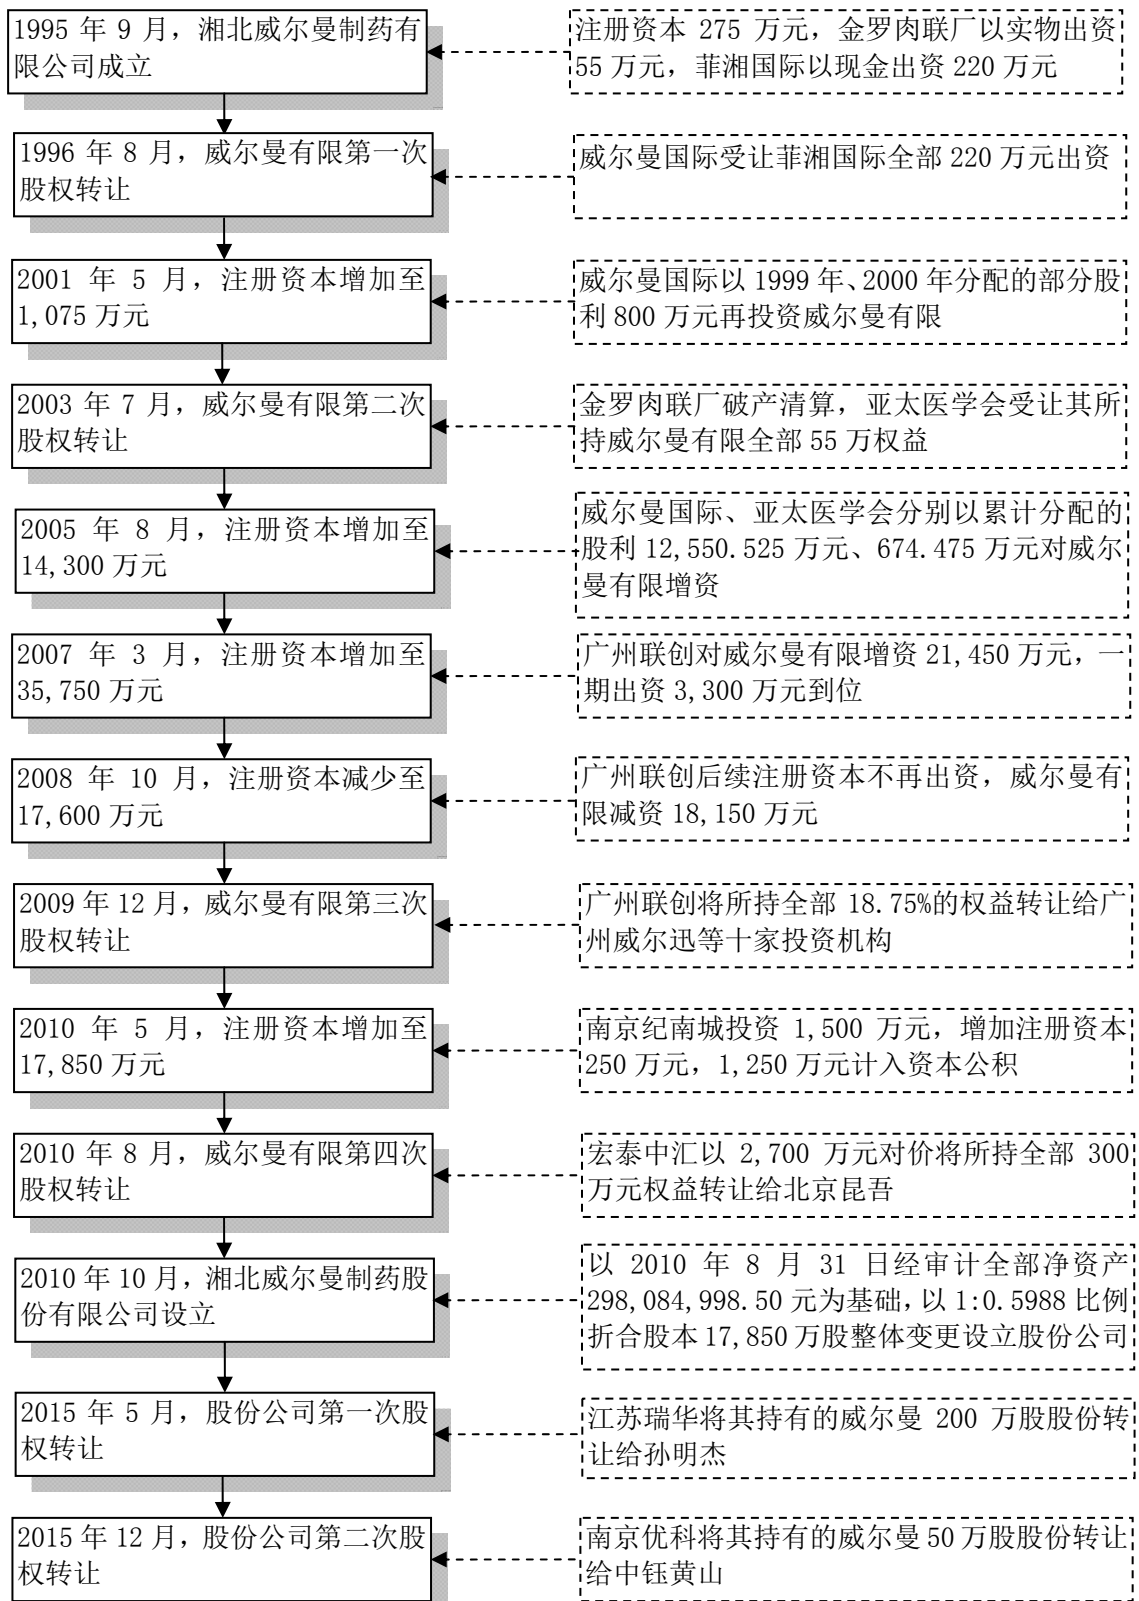 1995 年 9 月，湘北威尔曼制药有
限公司成立
注册资本 275 万元，金罗肉联厂以实物出资
55 万元，菲湘国际以现金出资 220 万元
1996 年 8 月，威尔曼有限第一次
股权转让
威尔曼国际受让菲湘国际全部 220 万元出资
2001 年 5 月，注册资本增加至
1,075 万元
威尔曼国际以 1999 年、2000 年分配的部分股
利 800 万元再投资威尔曼有限
2003 年 7 月，威尔曼有限第二次
股权转让
金罗肉联厂破产清算，亚太医学会受让其所
持威尔曼有限全部 55 万权益
2005 年 8 月，注册资本增加至
14,300 万元
威尔曼国际、亚太医学会分别以累计分配的
股利 12,550.525 万元、674.475 万元对威尔
曼有限增资
2007 年 3 月，注册资本增加至
35,750 万元
广州联创对威尔曼有限增资 21,450 万元，一
期出资 3,300 万元到位
2008 年 10 月，注册资本减少至
17,600 万元
广州联创后续注册资本不再出资，威尔曼有
限减资 18,150 万元
2009 年 12 月，威尔曼有限第三次
股权转让
广州联创将所持全部 18.75%的权益转让给广
州威尔迅等十家投资机构
2010 年 5 月，注册资本增加至
17,850 万元
南京纪南城投资 1,500 万元，增加注册资本
250 万元，1,250 万元计入资本公积
2010 年 8 月，威尔曼有限第四次
股权转让
宏泰中汇以 2,700 万元对价将所持全部 300
万元权益转让给北京昆吾
2010 年 10 月，湘北威尔曼制药股
份有限公司设立
以 2010 年 8 月 31 日经审计全部净资产
298,084,998.50 元为基础，以 1:0.5988 比例
折合股本 17,850 万股整体变更设立股份公司
2015 年 5 月，股份公司第一次股
权转让
江苏瑞华将其持有的威尔曼 200 万股股份转
让给孙明杰
2015 年 12 月，股份公司第二次股
权转让
南京优科将其持有的威尔曼 50 万股股份转让
给中钰黄山